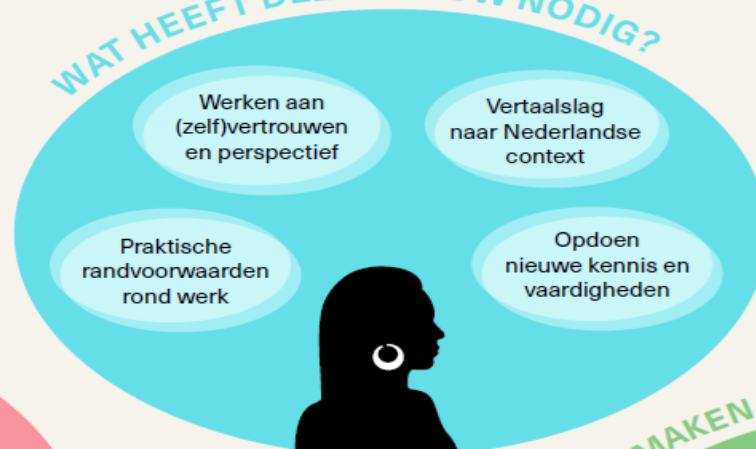 WAT HEEFT NODIG?
Werken aan
(zelf)vertrouwen
en perspectief
Vertaalslag
naar Nederlandse
context
Praktische
randvoorwaarden
rond werk
Opdoen
nieuwe kennis en
vaardigheden
MAKEN